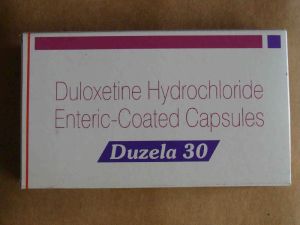 Duloxetine Hydrochloride
Enteric-Coated Capsules
Duzela 30